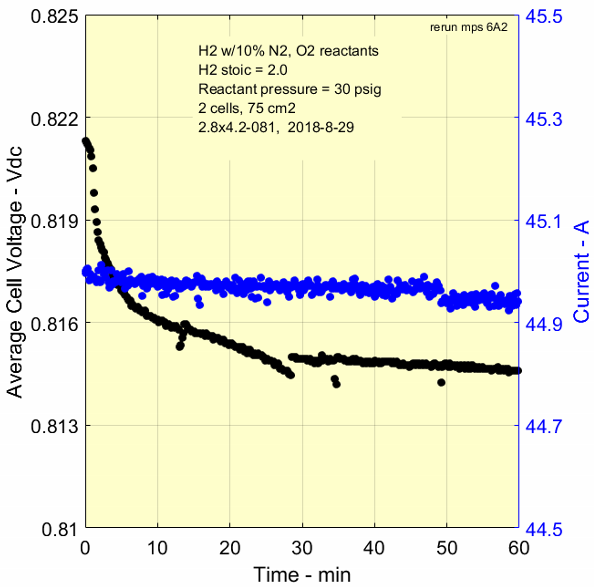 rerun mps 6A2
H2 w/10% N2, O2 reactants
H2 stoic = 2.0
Reactant pressure = 30 psig
2 cells, 75 cm2
2.8x4.2-081,  2018-8-29
Average Cell Voltage - Vdc
0.825
0.822
0.819
0.816
0.813
0.81
45.5
45.3
45.1
44.9
44.7
44.5
Current - A
0 10 20 30 40 50 60
Time - min